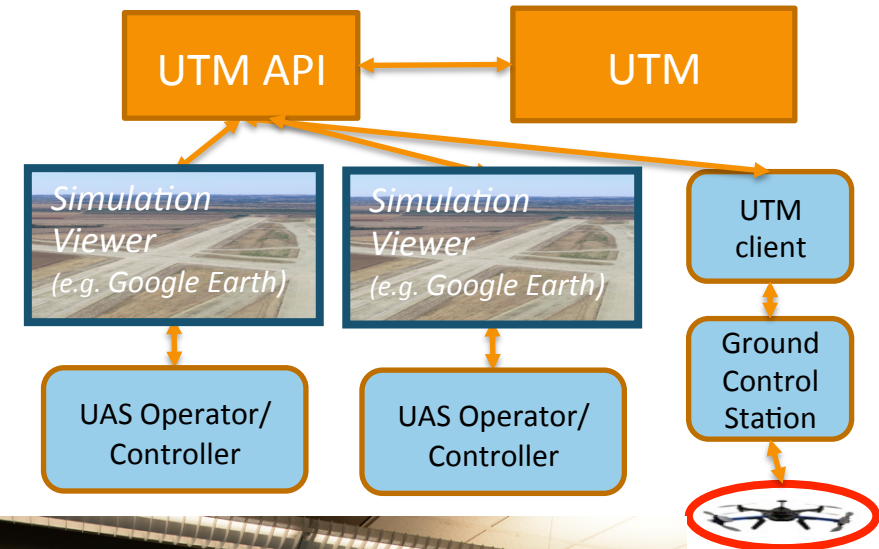 UTM API
UTM
Simulation
Viewer
(e.g. Google Earth)
Simulation
Viewer
(e.g. Google Earth)
UTM
client
UAS Operator/
Controller
UAS Operator/
Controller
Ground
Control
Station